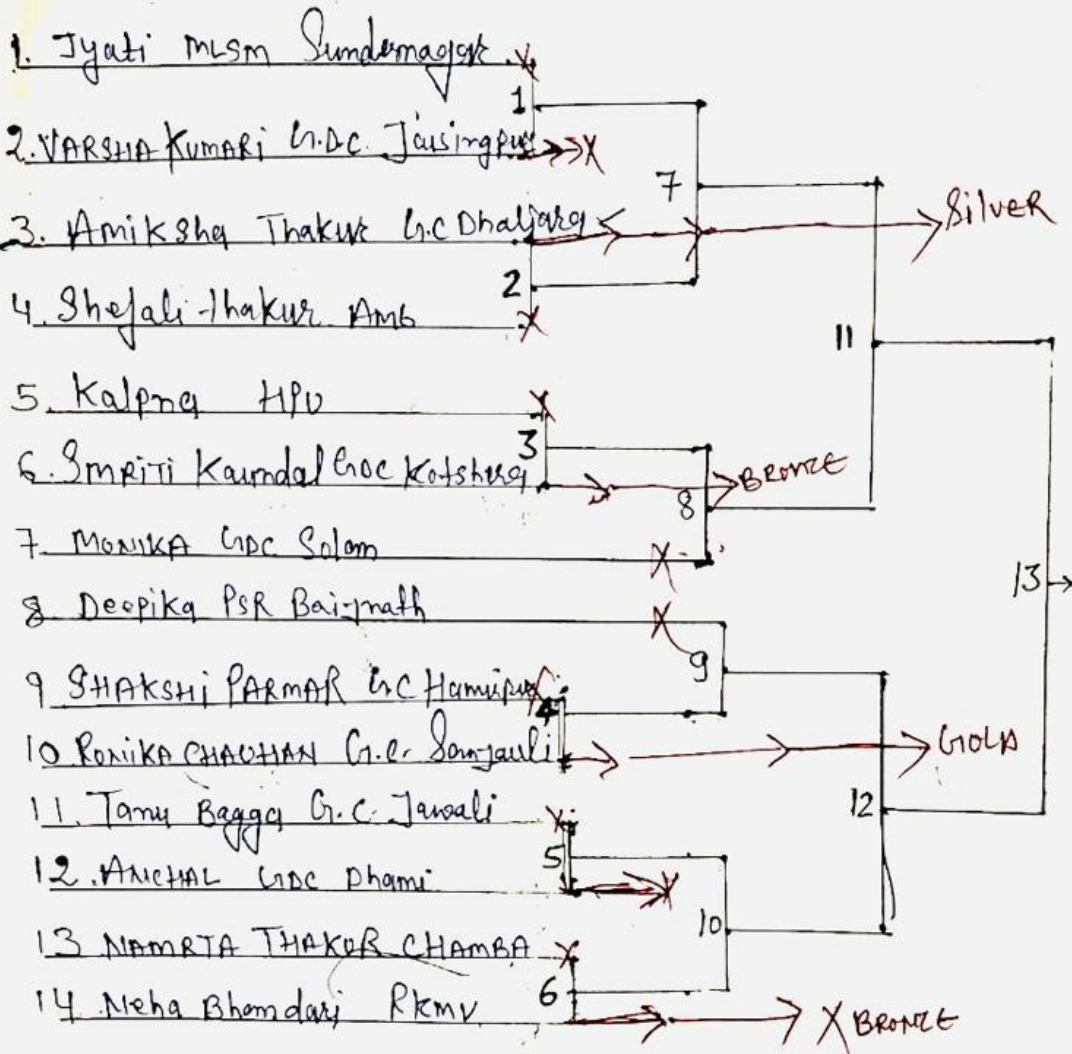 1. Jyati MLSM Sundernagar X
1
2. VARSHA KUMARI G.D.C. Jaisingpur X
7
3. Amiksha Thakur G.C Dhaljara
SilVER
2
4. Shefali Thakur Amb X
11
5. Kalpna HPU X
3
6. SmRiTi Kaundal GDC Kotshera
BRONZE
8
7 MONIKA GDC Solan X
13
8 Deepika PSR Baijnath X
9
9 SHAKSHi PARMAR GC Hamirpur X
4
10 RONiKA CHAUHAN G.C. Sanjauli
GOLD
12
11. Tanu Bagga G.C. Jawali X
5
12. ANCHAL GDC Dhami X
10
13 NAMRTA THAKUR CHAMBA X
6
14 Neha Bhandari RKMV
X BRONZE